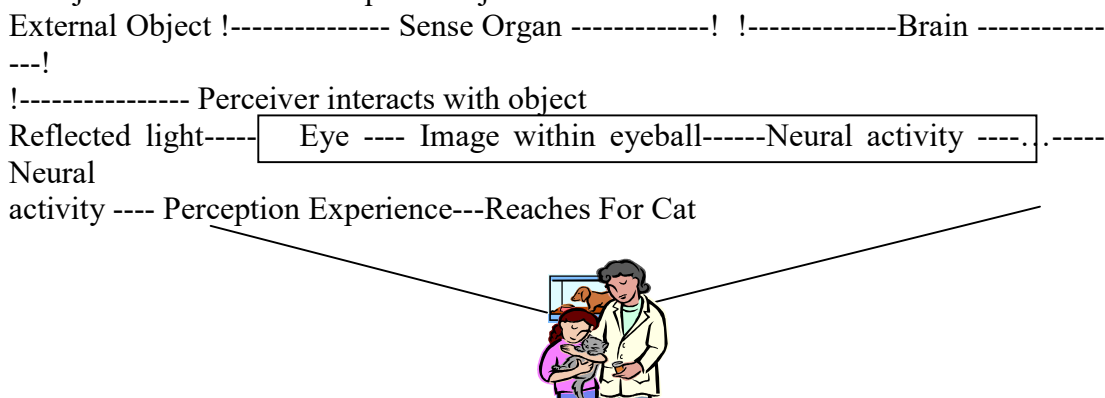 External Object !--------------- Sense Organ -------------! !--------------Brain ------------
---!
!---------------- Perceiver interacts with object
Reflected light----- Eye ---- Image within eyeball------Neural activity ----…-----
Neural
activity ---- Perception Experience---Reaches For Cat